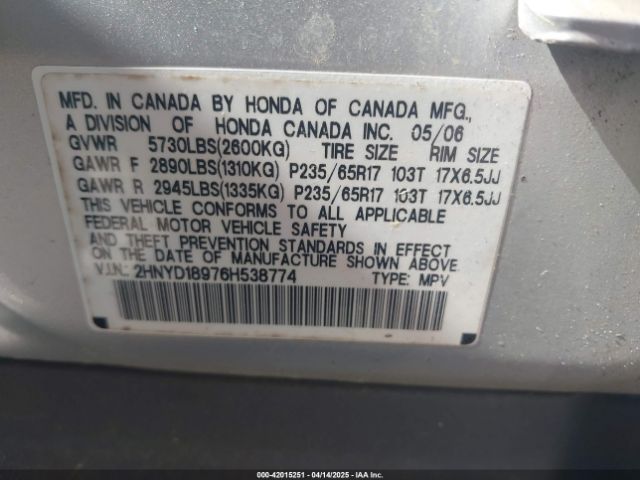 MFD. IN CANADA BY HONDA OF CANADA MFG.,
A DIVISION OF HONDA CANADA INC. 05/06
GVWR 5730LBS(2600KG) TIRE SIZE RIM SIZE
GAWR F 2890LBS(1310KG) P235/65R17 103T 17X6.5JJ
GAWR R 2945LBS(1335KG) P235/65R17 103T 17X6.5JJ
THIS VEHICLE CONFORMS TO ALL APPLICABLE
FEDERAL MOTOR VEHICLE SAFETY
AND THEFT PREVENTION STANDARDS IN EFFECT
ON THE DATE OF MANUFACTURE SHOWN ABOVE.
V.I.N.: 2HNYD18976H538774 TYPE: MPV
000-42015251 - 04/14/2025 - IAA, Inc.